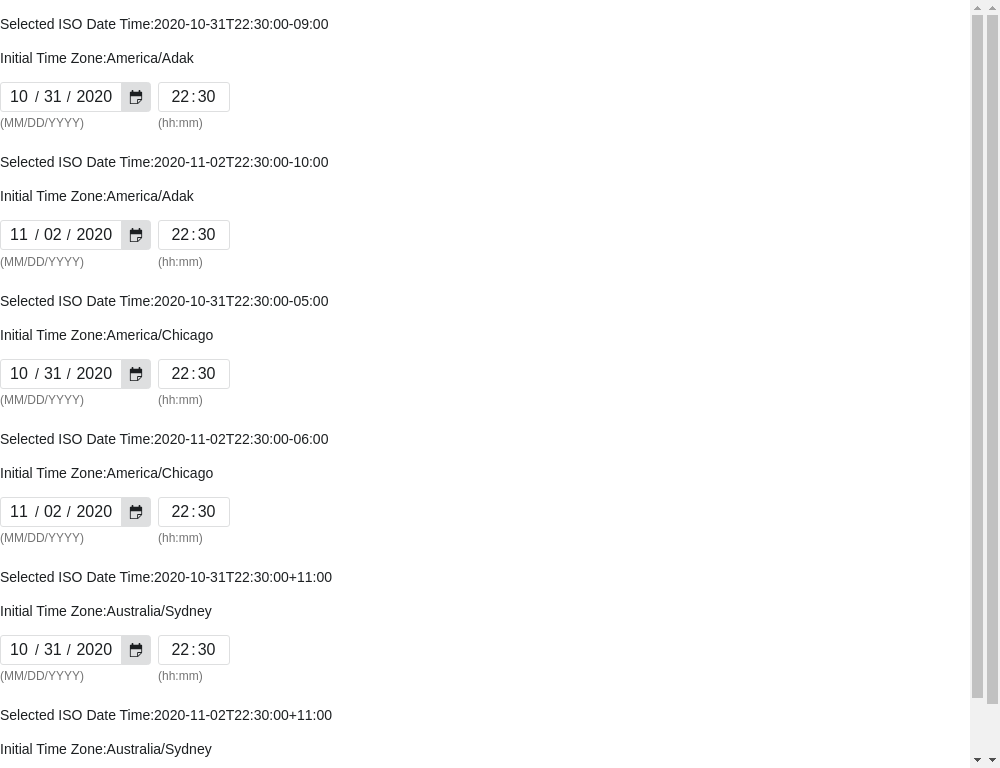 Selected ISO Date Time:2020-10-31T22:30:00-09:00
Initial Time Zone:America/Adak
10 / 31 / 2020 22:30
(MM/DD/YYYY) (hh:mm)
Selected ISO Date Time:2020-11-02T22:30:00-10:00
Initial Time Zone:America/Adak
11 / 02 / 2020 22:30
(MM/DD/YYYY) (hh:mm)
Selected ISO Date Time:2020-10-31T22:30:00-05:00
Initial Time Zone:America/Chicago
10 / 31 / 2020 22:30
(MM/DD/YYYY) (hh:mm)
Selected ISO Date Time:2020-11-02T22:30:00-06:00
Initial Time Zone:America/Chicago
11 / 02 / 2020 22:30
(MM/DD/YYYY) (hh:mm)
Selected ISO Date Time:2020-10-31T22:30:00+11:00
Initial Time Zone:Australia/Sydney
10 / 31 / 2020 22:30
(MM/DD/YYYY) (hh:mm)
Selected ISO Date Time:2020-11-02T22:30:00+11:00
Initial Time Zone:Australia/Sydney